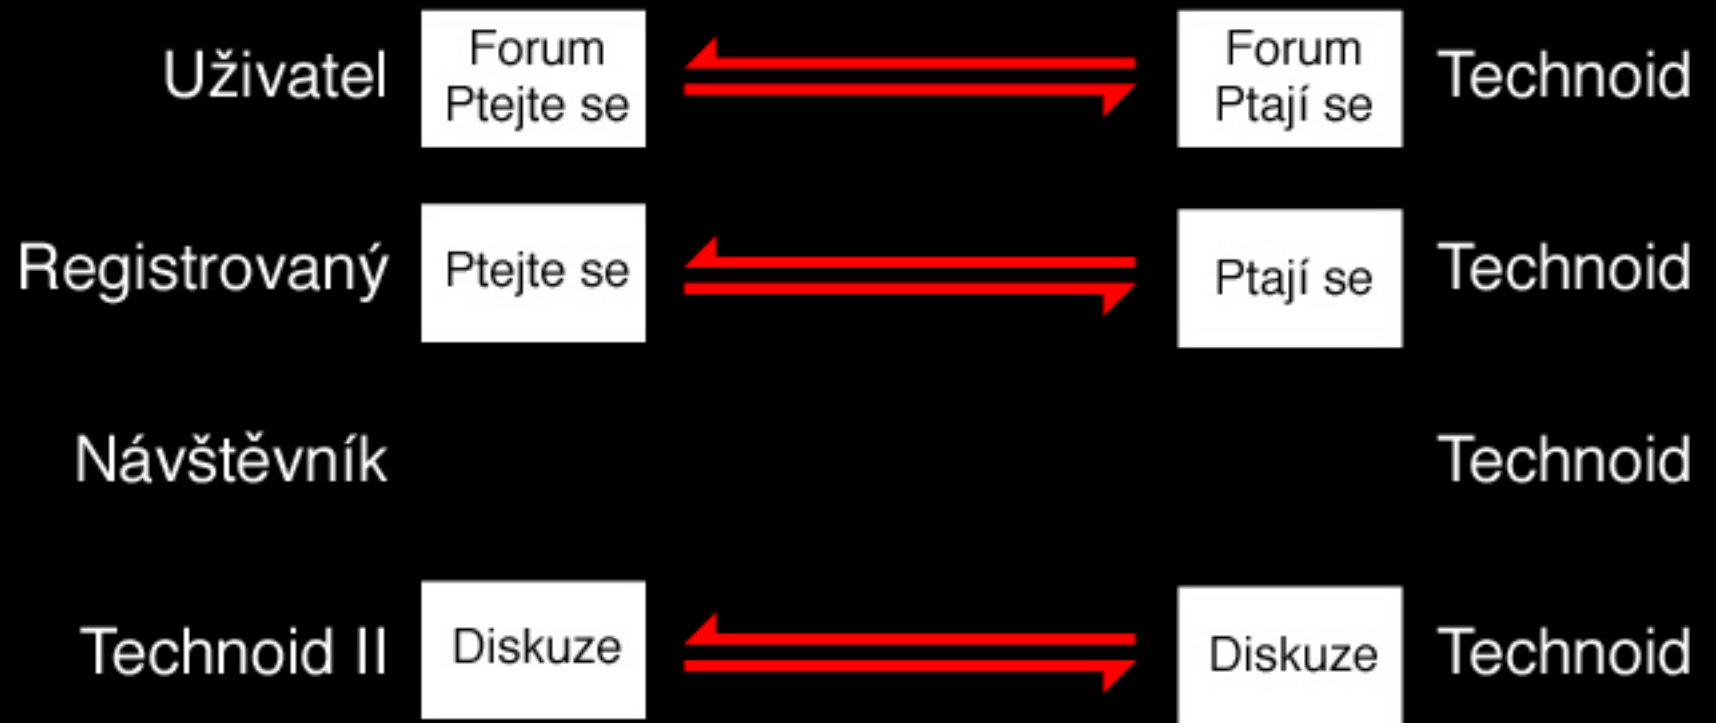 Uživatel
Forum
Ptejte se
Forum
Ptají se
Technoid
Registrovaný
Ptejte se
Ptají se
Technoid
Návštěvník
Technoid
Technoid II
Diskuze
Diskuze
Technoid